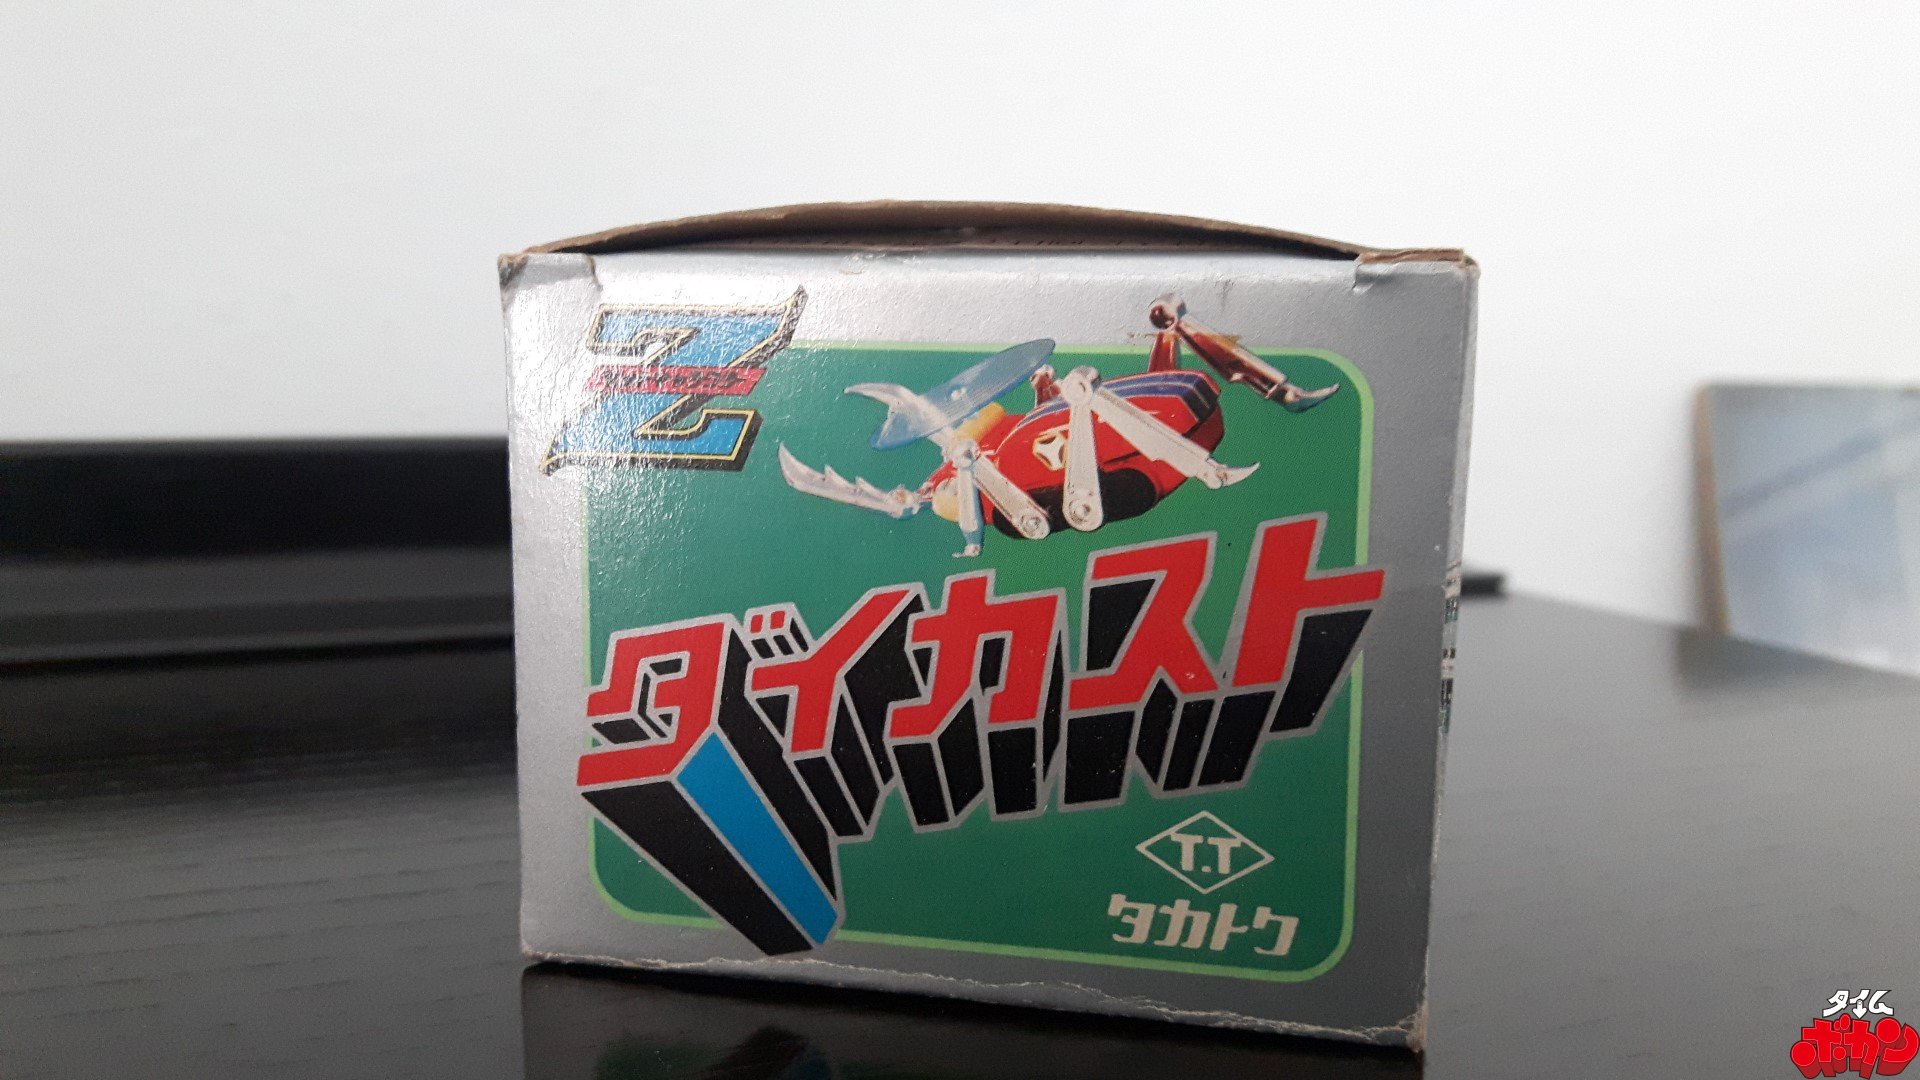 Z
ダイカスト
T.T
タカトク
タイム
ボカン